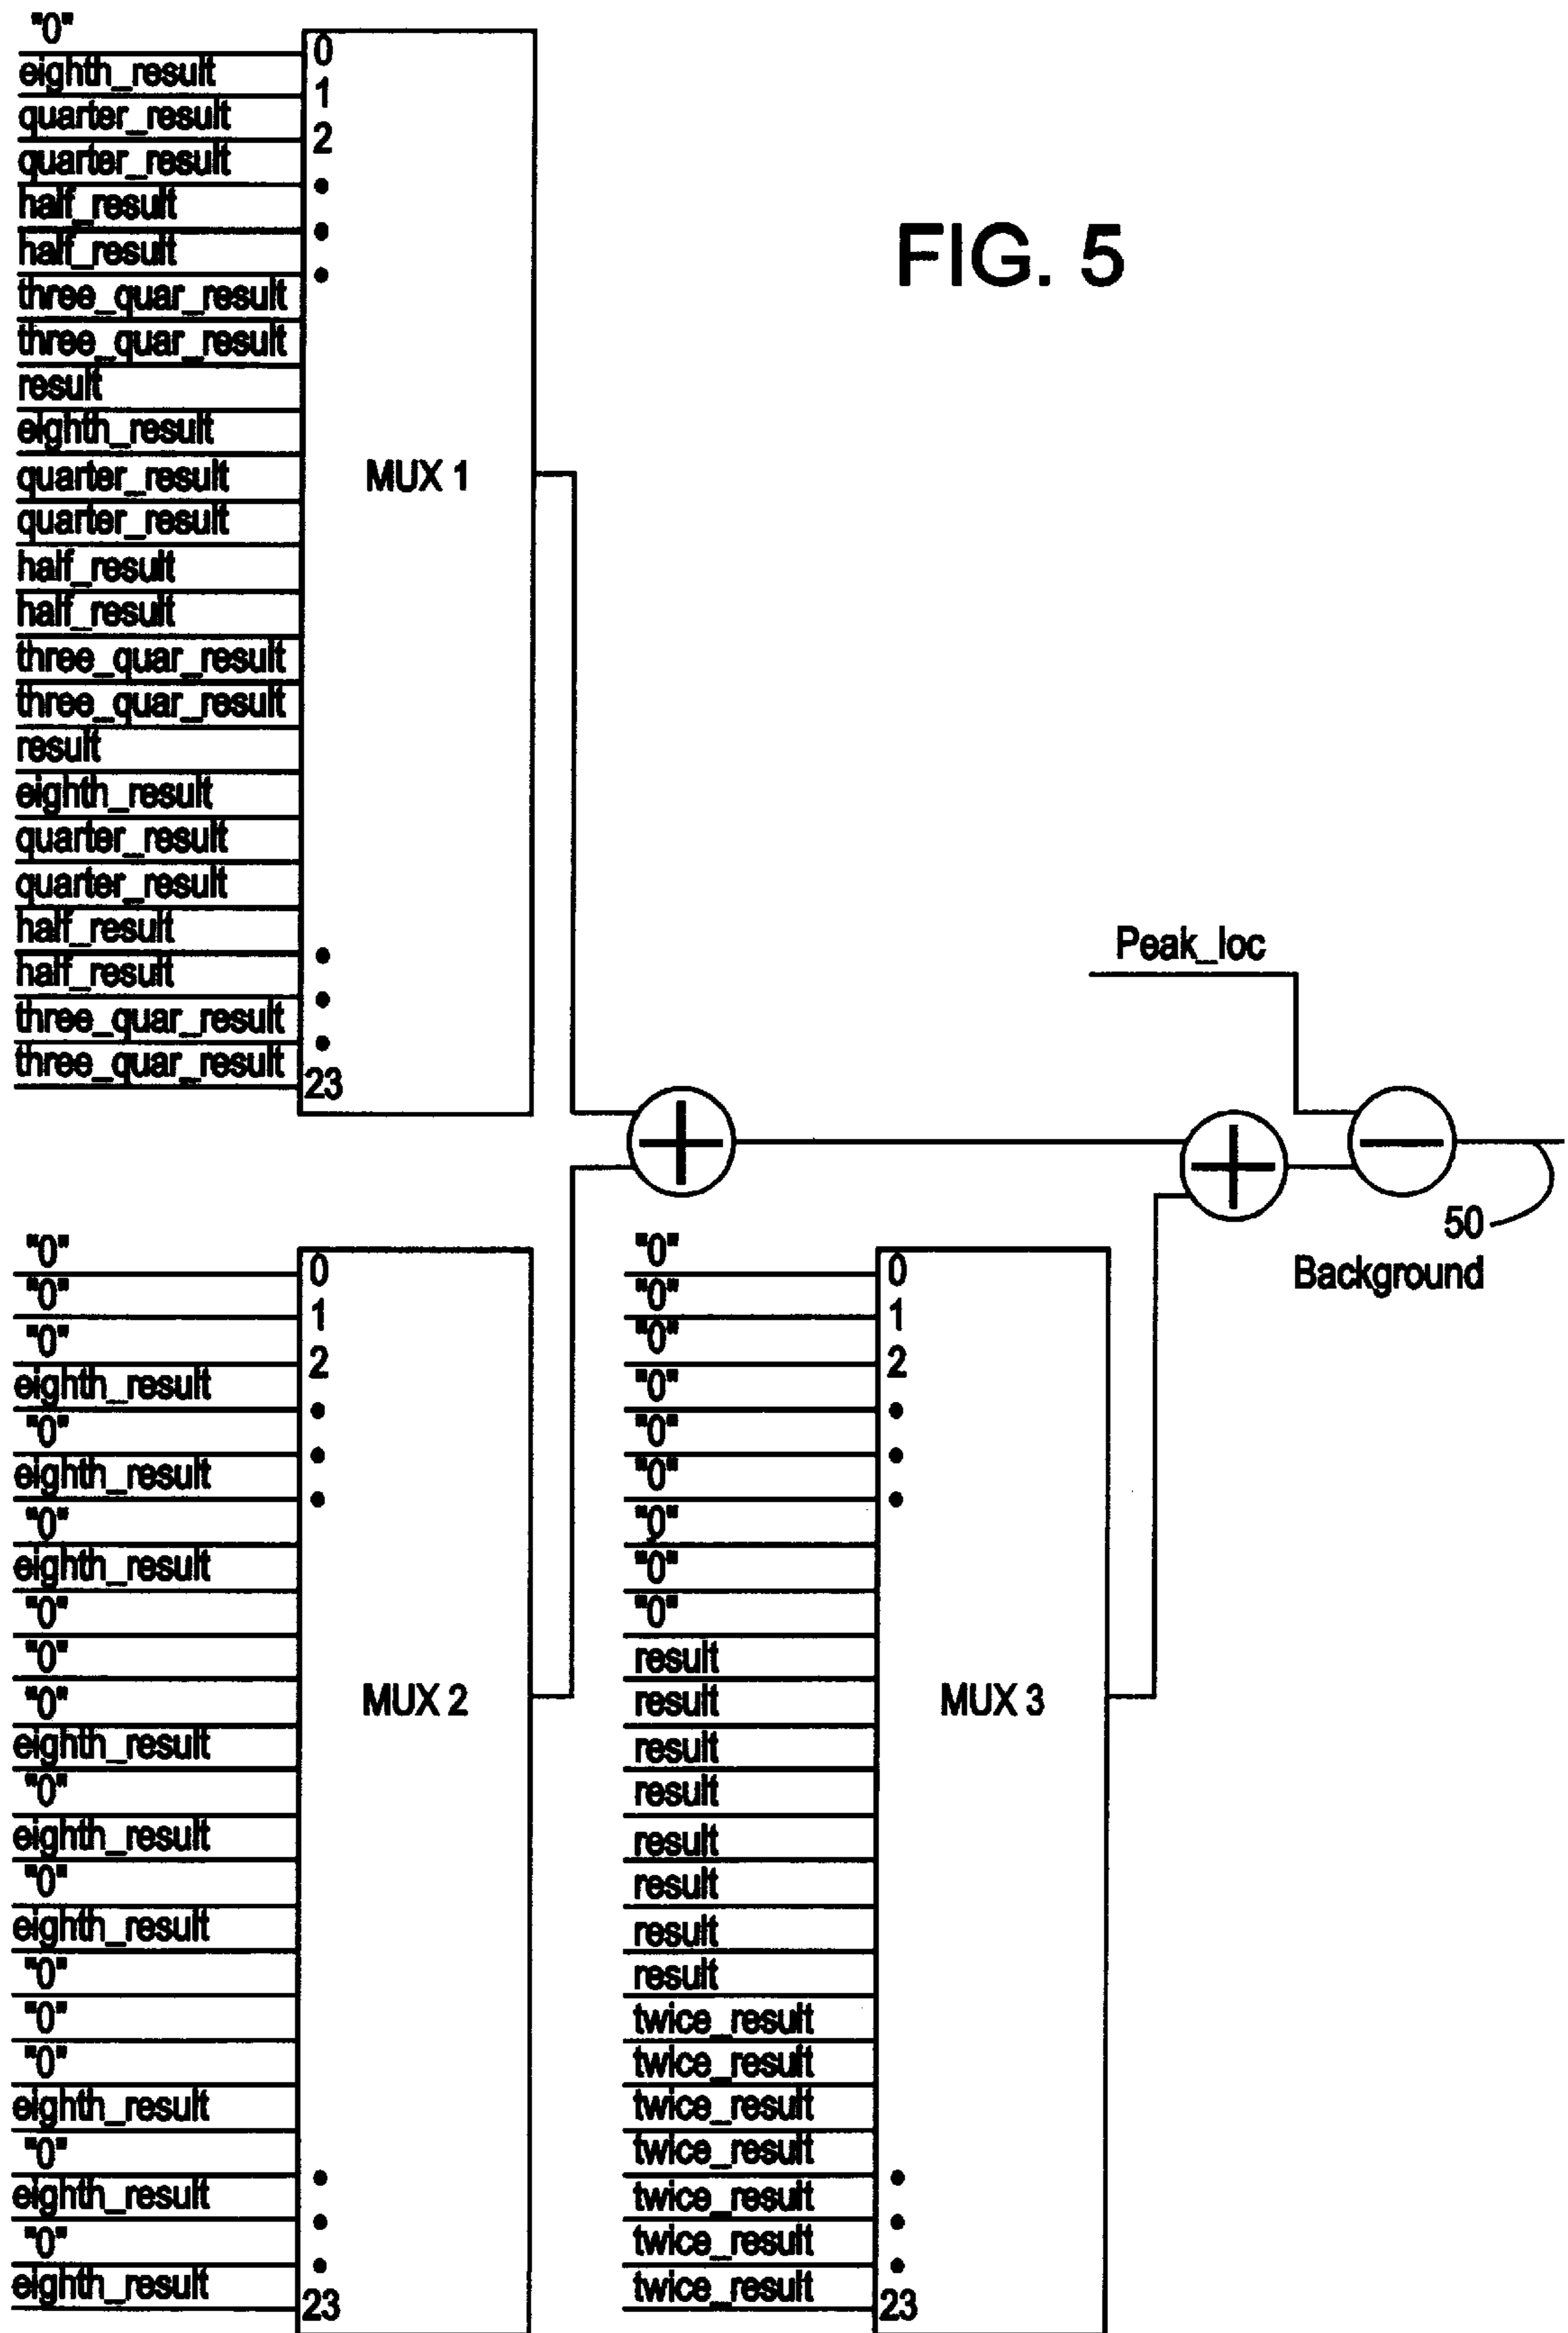 "0"
eighth_result
quarter_result
quarter_result
half_result
half_result
three_quar_result
three_quar_result
result
eighth_result
quarter_result
quarter_result
half_result
half_result
three_quar_result
three_quar_result
result
eighth_result
quarter_result
quarter_result
half_result
half_result
three_quar_result
three_quar_result
0
1
2
23
MUX 1
FIG. 5
Peak_loc
50
Background
"0"
"0"
"0"
eighth_result
"0"
eighth_result
"0"
eighth_result
"0"
"0"
"0"
eighth_result
"0"
eighth_result
"0"
eighth_result
"0"
"0"
"0"
eighth_result
"0"
eighth_result
"0"
eighth_result
0
1
2
23
MUX 2
"0"
"0"
"0"
"0"
"0"
"0"
"0"
"0"
"0"
result
result
result
result
result
result
result
result
twice_result
twice_result
twice_result
twice_result
twice_result
twice_result
twice_result
0
1
2
23
MUX 3